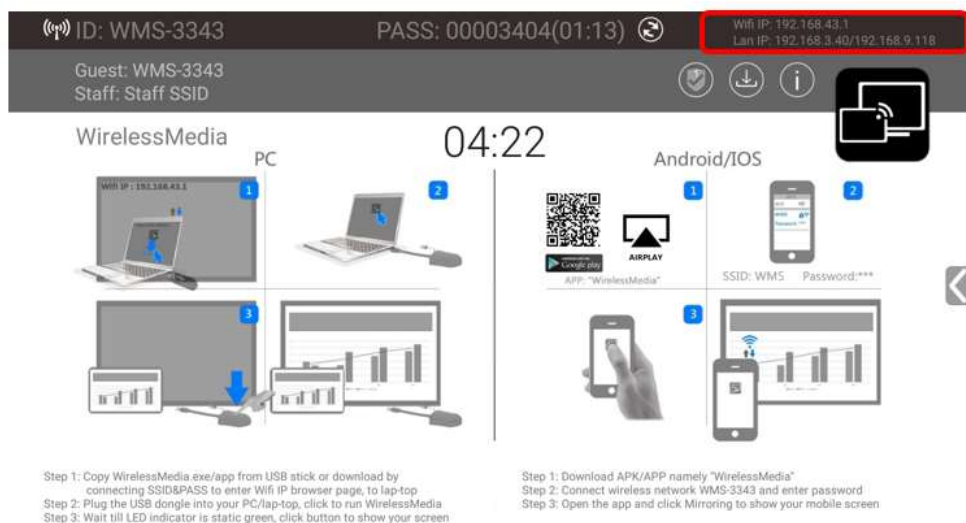 ID: WMS-3343
PASS: 00003404(01:13)
Wifi IP: 192.168.43.1
Lan IP: 192.168.3.40/192.168.9.118
Guest: WMS-3343
Staff: Staff SSID
WirelessMedia
04:22
PC
Android/IOS
Wifi IP : 192.168.43.1
1
2
3
1
2
3
Google play
AIRPLAY
APP: "WirelessMedia"
SSID: WMS Password:***
Step 1: Copy WirelessMedia.exe/app from USB stick or download by
connecting SSID&PASS to enter Wifi IP browser page, to lap-top
Step 2: Plug the USB dongle into your PC/lap-top, click to run WirelessMedia
Step 3: Wait till LED indicator is static green, click button to show your screen
Step 1: Download APK/APP namely "WirelessMedia"
Step 2: Connect wireless network WMS-3343 and enter password
Step 3: Open the app and click Mirroring to show your mobile screen